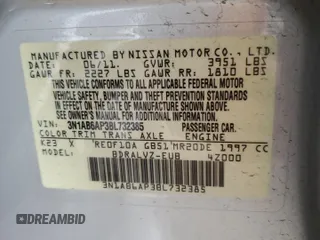 MANUFACTURED BY NISSAN MOTOR CO., LTD.
DATE: 06/11. GVWR: 3951 LBS
GAWR FR: 2227 LBS GAWR RR: 1810 LBS
THIS VEHICLE CONFORMS TO ALL APPLICABLE
FEDERAL MOTOR VEHICLE SAFETY, BUMPER, AND
THEFT PREVENTION STANDARDS IN EFFECT ON THE
DATE OF MANUFACTURE SHOWN ABOVE.
SEE OWNERS MANUAL FOR ADDITIONAL INFORMATION.
3N1AB6AP3BL732385 PASSENGER CAR.
COLOR TRIM TRANS AXLE ENGINE
K23 X RE0F10A GB51 MR20DE 1997 CC
BDRALVZ-EUB 4Z000
3N1AB6AP3BL732385